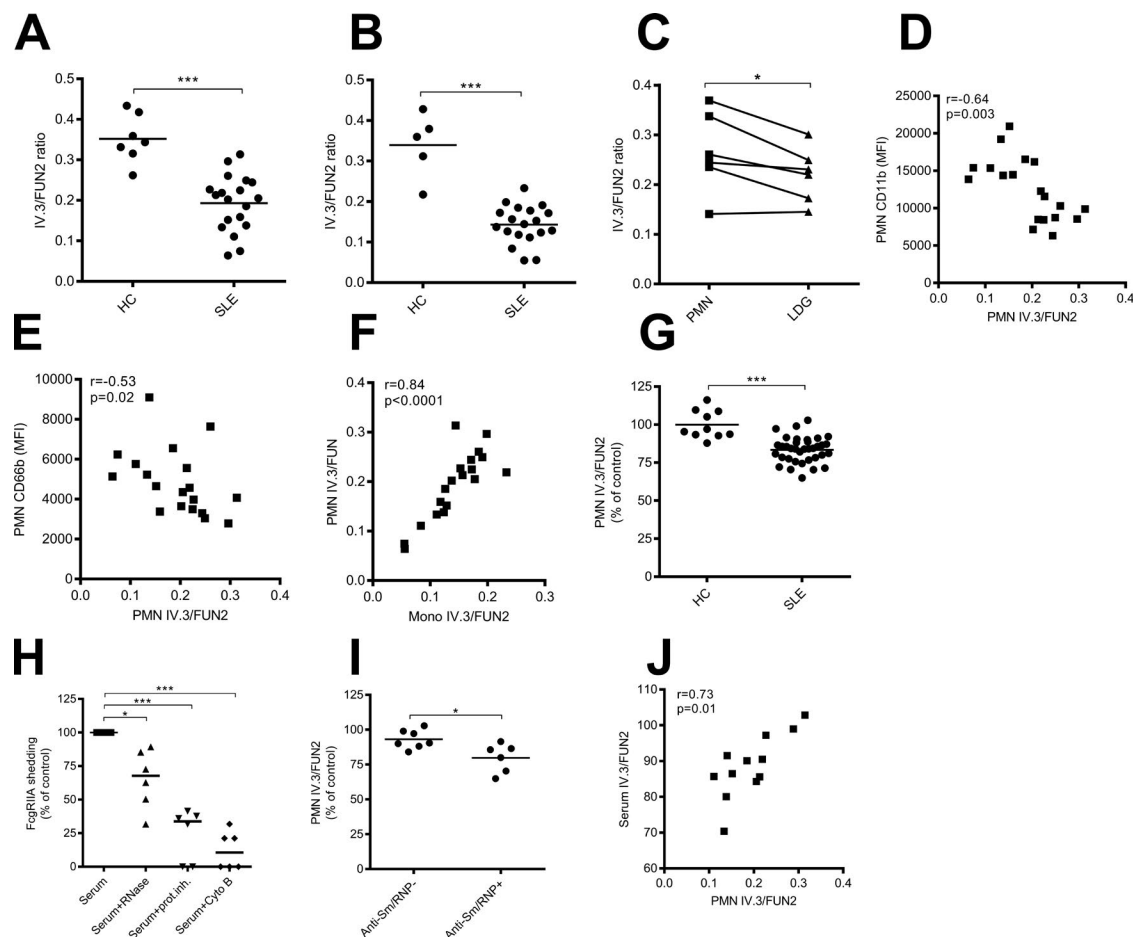 A
IV.3/FUN2 ratio
0.5
0.4
0.3
0.2
0.1
0.0
***
HC
SLE
B
IV.3/FUN2 ratio
0.5
0.4
0.3
0.2
0.1
0.0
***
HC
SLE
C
IV.3/FUN2 ratio
0.4
0.3
0.2
0.1
0.0
*
PMN
LDG
D
PMN CD11b (MFI)
25000
20000
15000
10000
5000
0
r=-0.64
p=0.003
0.0 0.1 0.2 0.3 0.4
PMN IV.3/FUN2
E
PMN CD66b (MFI)
10000
8000
6000
4000
2000
0
r=-0.53
p=0.02
0.0 0.1 0.2 0.3 0.4
PMN IV.3/FUN2
F
PMN IV.3/FUN
0.4
0.3
0.2
0.1
0.0
r=0.84
p<0.0001
0.0 0.1 0.2 0.3
Mono IV.3/FUN2
G
PMN IV.3/FUN2
(% of control)
125
100
75
50
25
0
***
HC
SLE
H
FcgRIIA shedding
(% of control)
125
100
75
50
25
0
***
***
*
Serum
Serum+RNase
Serum+prot.inh.
Serum+Cyto B
I
PMN IV.3/FUN2
(% of control)
125
100
75
50
25
0
*
Anti-Sm/RNP-
Anti-Sm/RNP+
J
Serum IV.3/FUN2
110
100
90
80
70
60
r=0.73
p=0.01
0.0 0.1 0.2 0.3 0.4
PMN IV.3/FUN2